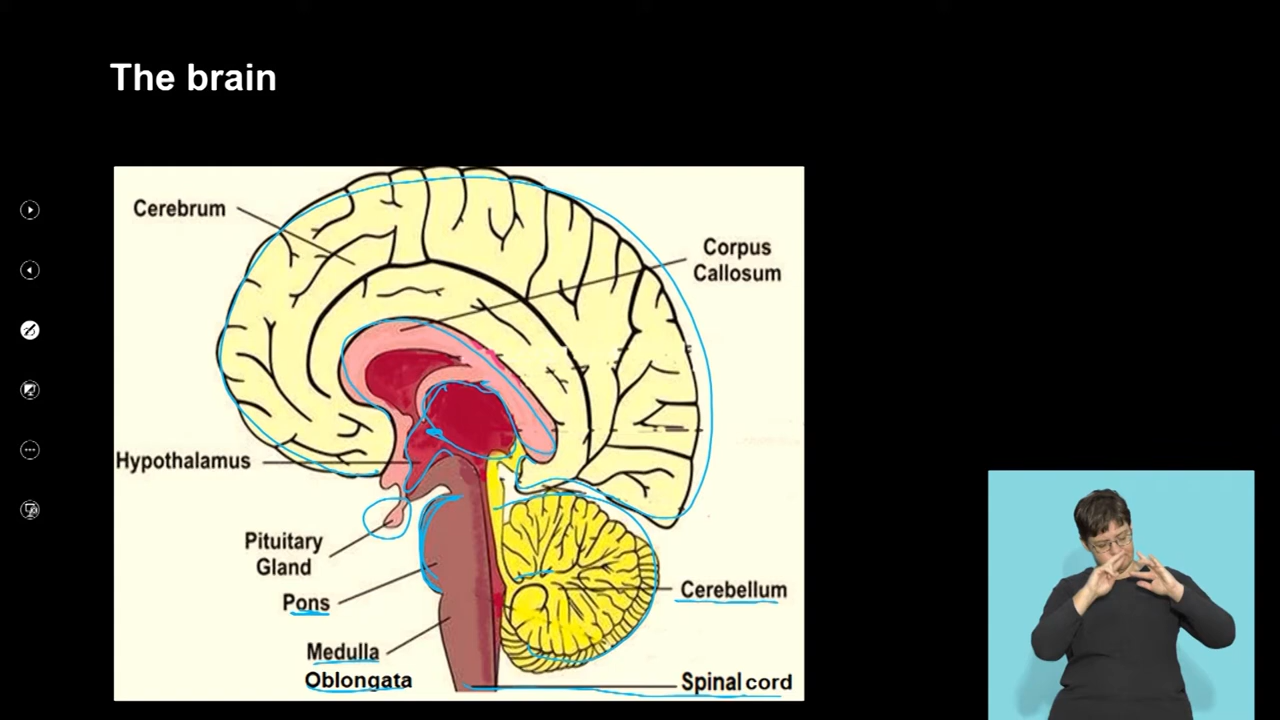 The brain
Cerebrum
Corpus
Callosum
Hypothalamus
Pituitary
Gland
Pons
Cerebellum
Medulla
Oblongata
Spinal cord